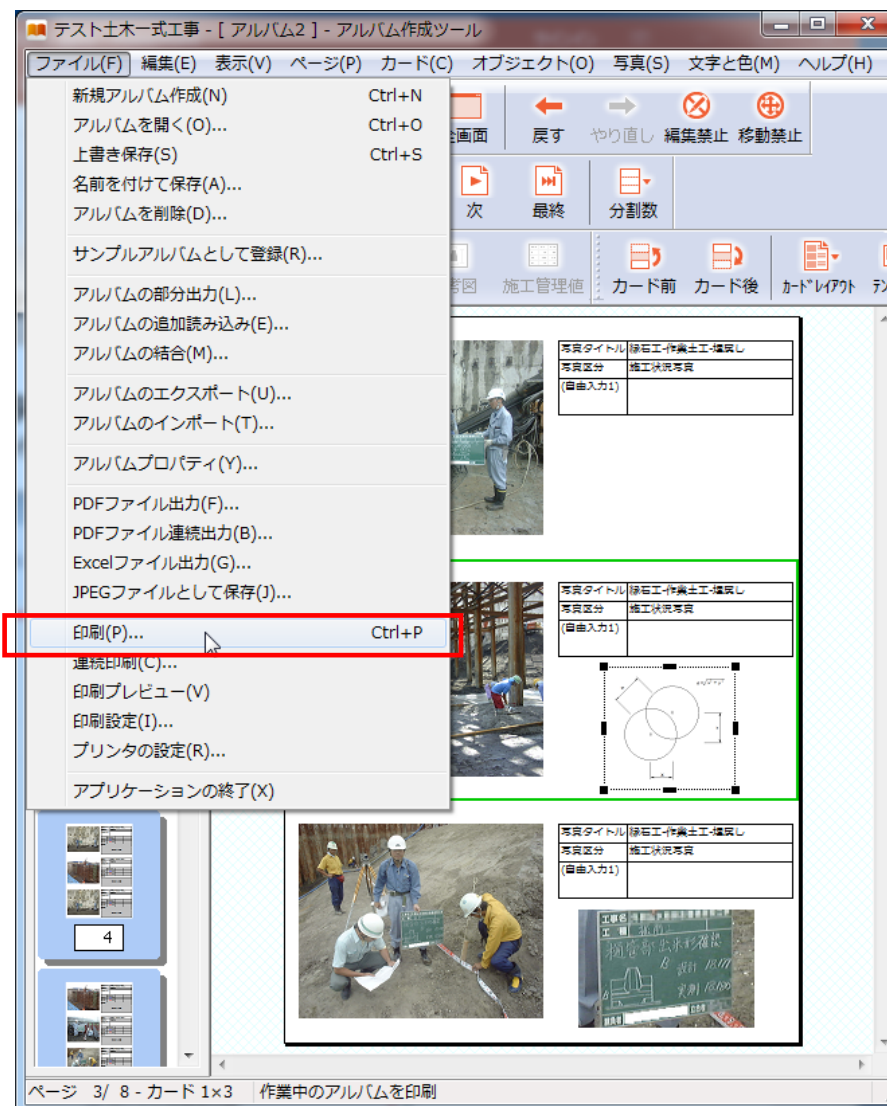 テスト土木一式工事 - [ アルバム2 ] - アルバム作成ツール
ファイル(F) 編集(E) 表示(V) ページ(P) カード(C) オブジェクト(O) 写真(S) 文字と色(M) ヘルプ(H)
新規アルバム作成(N) Ctrl+N
アルバムを開く(O)... Ctrl+O
上書き保存(S) Ctrl+S
名前を付けて保存(A)...
アルバムを削除(D)...
サンプルアルバムとして登録(R)...
アルバムの部分出力(L)...
アルバムの追加読み込み(E)...
アルバムの結合(M)...
アルバムのエクスポート(U)...
アルバムのインポート(T)...
アルバムプロパティ(Y)...
PDFファイル出力(F)...
PDFファイル連続出力(B)...
Excelファイル出力(G)...
JPEGファイルとして保存(J)...
印刷(P)... Ctrl+P
連続印刷(C)...
印刷プレビュー(V)
印刷設定(I)...
プリンタの設定(R)...
アプリケーションの終了(X)
画面 戻す やり直し 編集禁止 移動禁止
次 最終 分割数
考図 施工管理値 カード前 カード後 カードレイアウト テン
写真タイトル 縁石工-作業土工-埋戻し
写真区分 施工状況写真
(自由入力1)
写真タイトル 縁石工-作業土工-埋戻し
写真区分 施工状況写真
(自由入力1)
写真タイトル 縁石工-作業土工-埋戻し
写真区分 施工状況写真
(自由入力1)
工事名
工種
設計
実測
4
ページ 3/ 8 - カード 1×3 作業中のアルバムを印刷